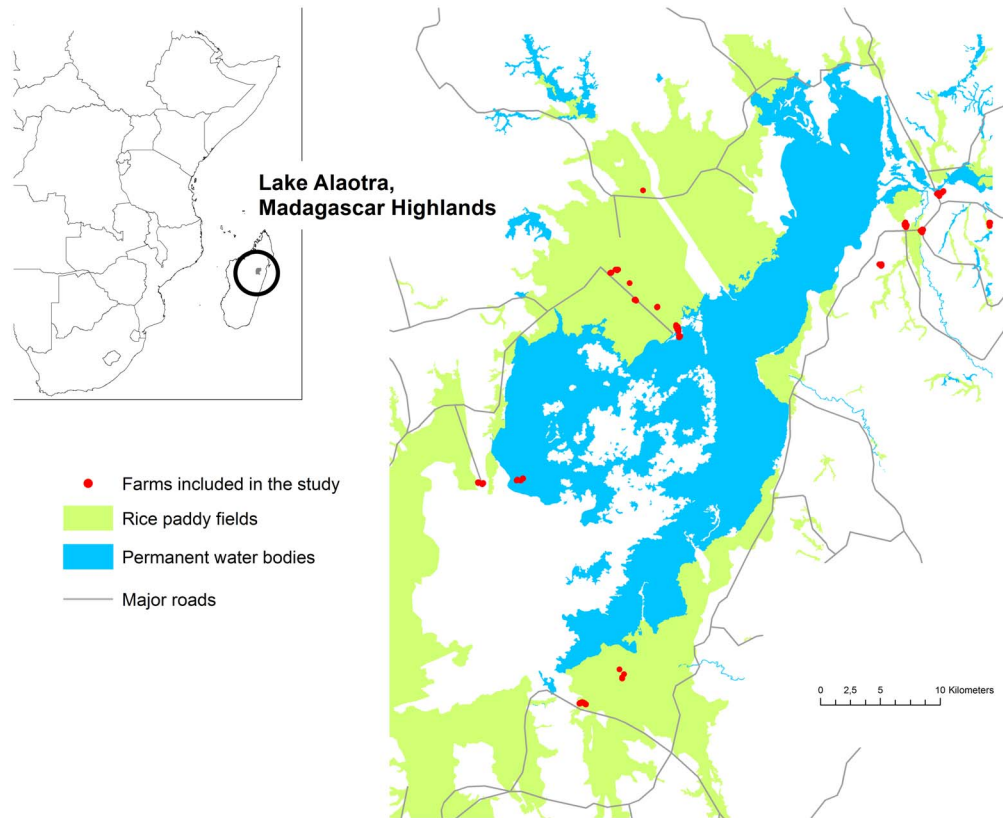 Lake Alaotra,
Madagascar Highlands
Farms included in the study
Rice paddy fields
Permanent water bodies
Major roads
0 2,5 5 10 Kilometers